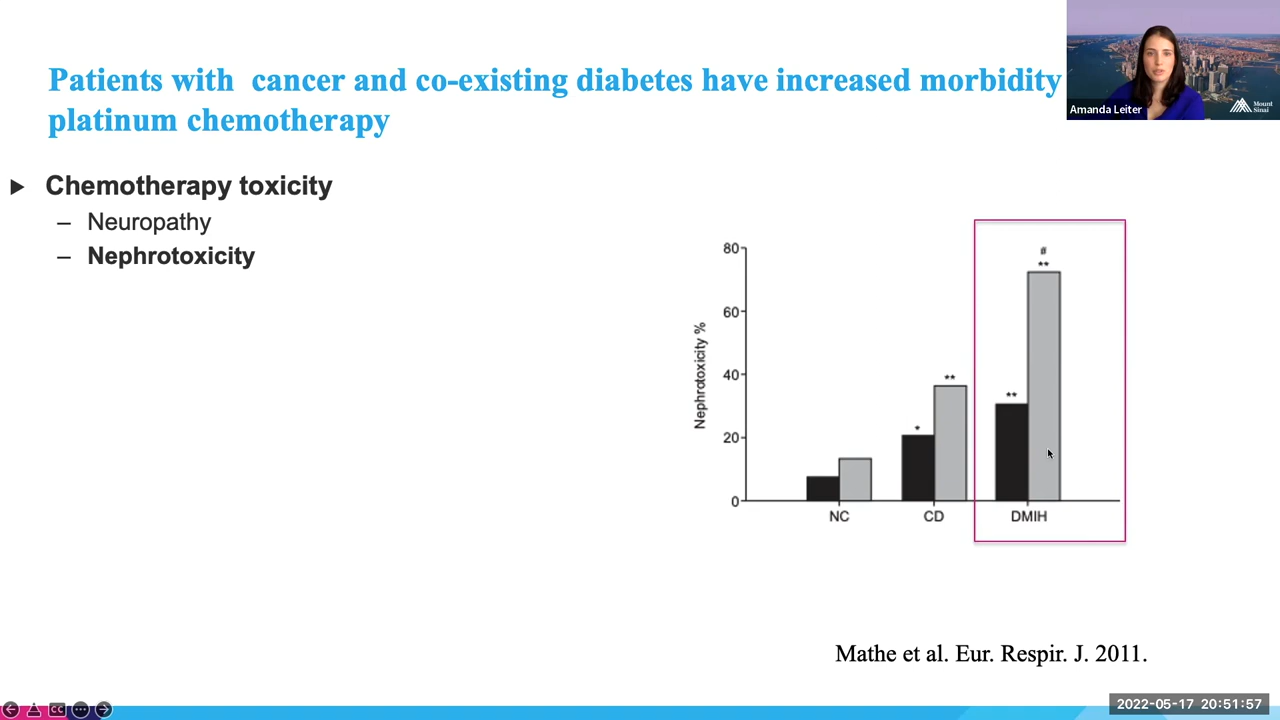 Patients with cancer and co-existing diabetes have increased morbidity
platinum chemotherapy
Amanda Leiter
Mount
Sinai
Chemotherapy toxicity
– Neuropathy
– Nephrotoxicity
Nephrotoxicity %
80
60
40
20
0
*
**
**
#
**
NC
CD
DMIH
Mathe et al. Eur. Respir. J. 2011.
CC
2022-05-17 20:51:57